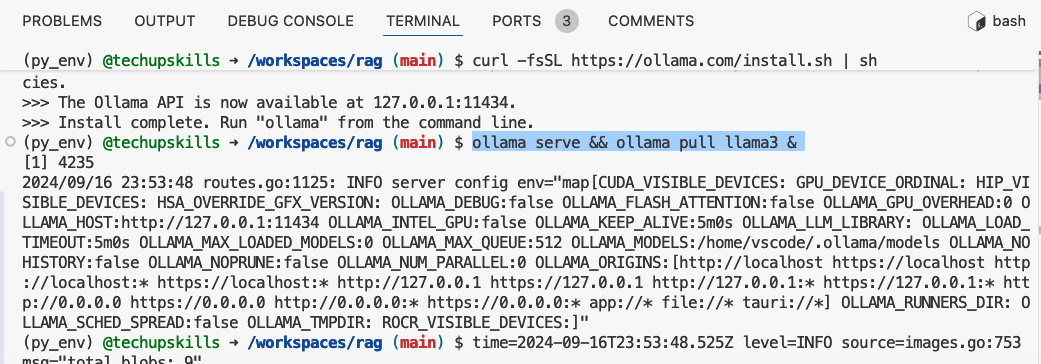 PROBLEMS OUTPUT DEBUG CONSOLE TERMINAL PORTS 3 COMMENTS bash
(py_env) @techupskills → /workspaces/rag (main) $ curl -fsSL https://ollama.com/install.sh | sh
cies.
>>> The Ollama API is now available at 127.0.0.1:11434.
>>> Install complete. Run "ollama" from the command line.
(py_env) @techupskills → /workspaces/rag (main) $ ollama serve && ollama pull llama3 &
[1] 4235
2024/09/16 23:53:48 routes.go:1125: INFO server config env="map[CUDA_VISIBLE_DEVICES: GPU_DEVICE_ORDINAL: HIP_VI
SIBLE_DEVICES: HSA_OVERRIDE_GFX_VERSION: OLLAMA_DEBUG:false OLLAMA_FLASH_ATTENTION:false OLLAMA_GPU_OVERHEAD:0 O
LLAMA_HOST:http://127.0.0.1:11434 OLLAMA_INTEL_GPU:false OLLAMA_KEEP_ALIVE:5m0s OLLAMA_LLM_LIBRARY: OLLAMA_LOAD_
TIMEOUT:5m0s OLLAMA_MAX_LOADED_MODELS:0 OLLAMA_MAX_QUEUE:512 OLLAMA_MODELS:/home/vscode/.ollama/models OLLAMA_NO
HISTORY:false OLLAMA_NOPRUNE:false OLLAMA_NUM_PARALLEL:0 OLLAMA_ORIGINS:[http://localhost https://localhost http
://localhost:* https://localhost:* http://127.0.0.1 https://127.0.0.1 http://127.0.0.1:* https://127.0.0.1:* htt
p://0.0.0.0 https://0.0.0.0 http://0.0.0.0:* https://0.0.0.0:* app://* file://* tauri://*] OLLAMA_RUNNERS_DIR: O
LLAMA_SCHED_SPREAD:false OLLAMA_TMPDIR: ROCR_VISIBLE_DEVICES:]"
(py_env) @techupskills → /workspaces/rag (main) $ time=2024-09-16T23:53:48.525Z level=INFO source=images.go:753
msg="total blobs: 9"